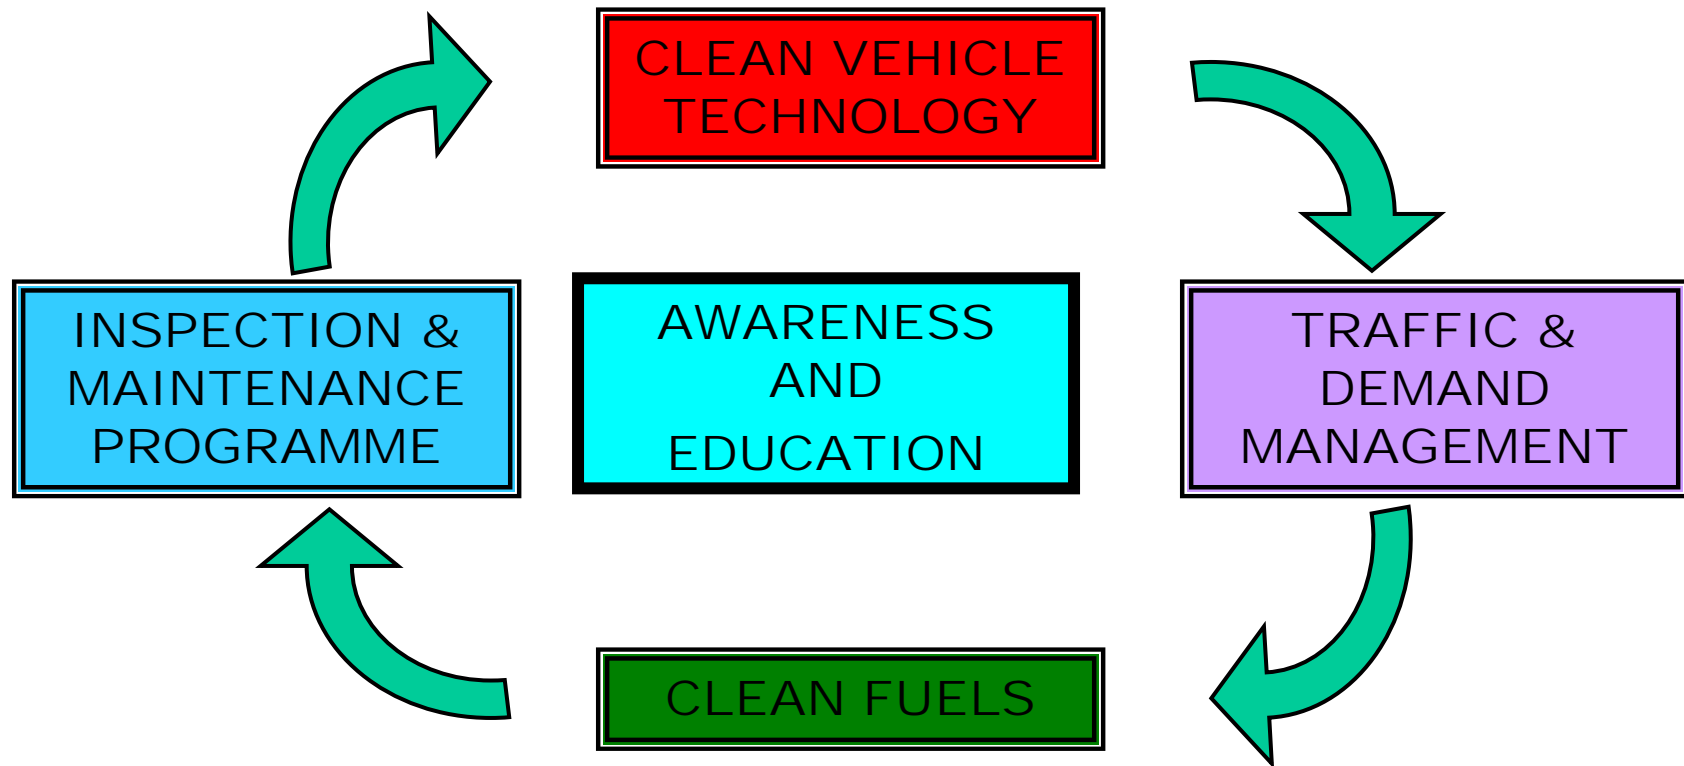 CLEAN VEHICLE
TECHNOLOGY
INSPECTION &
MAINTENANCE
PROGRAMME
AWARENESS
AND
EDUCATION
TRAFFIC &
DEMAND
MANAGEMENT
CLEAN FUELS